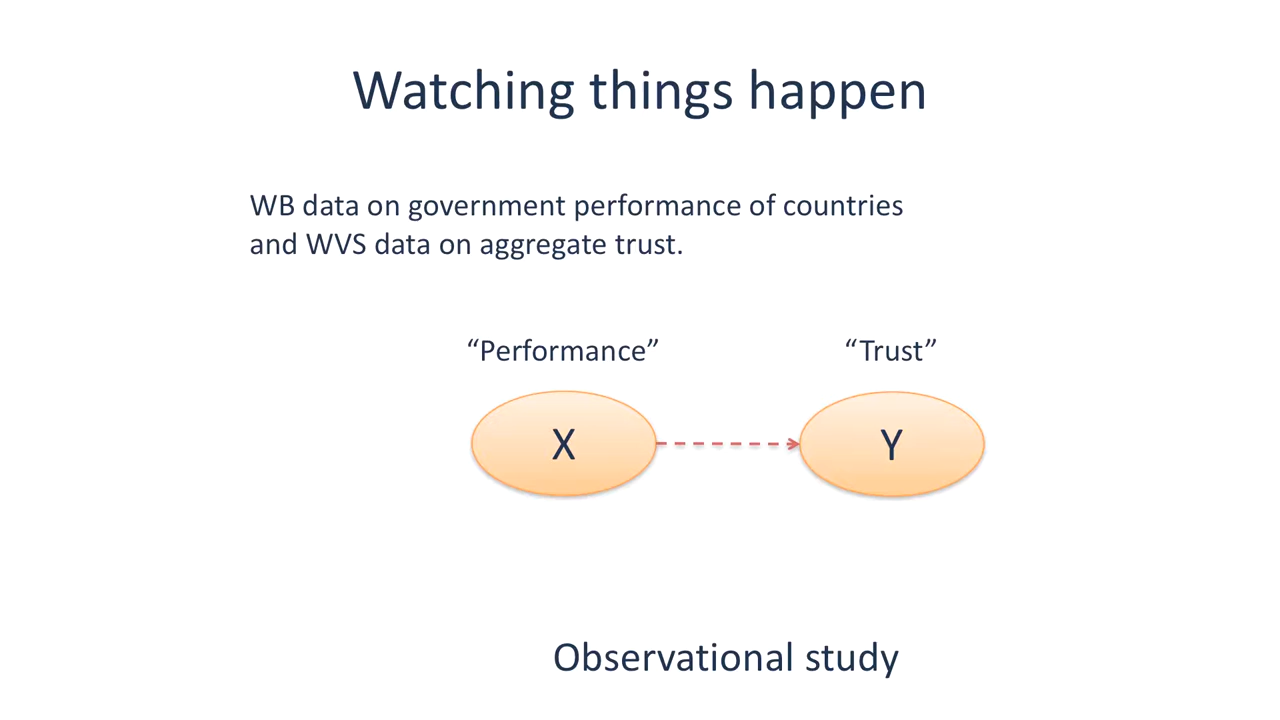 Watching things happen
WB data on government performance of countries
and WVS data on aggregate trust.
“Performance” “Trust”
X Y
Observational study